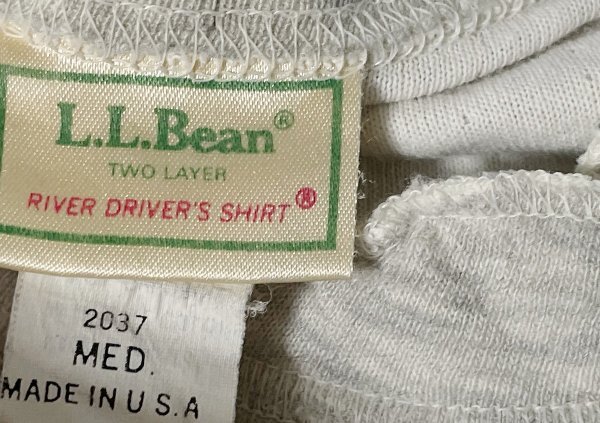 L.L.Bean®
TWO LAYER
RIVER DRIVER'S SHIRT®
2037
MED.
MADE IN U S.A